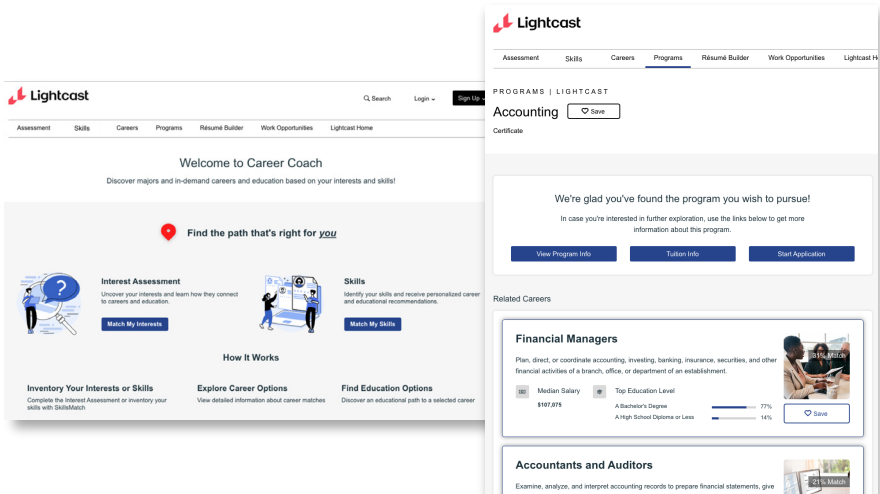 Lightcast
Search
Login
Sign Up
Assessment Skills Careers Programs Résumé Builder Work Opportunities Lightcast Home
Welcome to Career Coach
Discover majors and in-demand careers and education based on your interests and skills!
Find the path that's right for you
?
Interest Assessment
Uncover your interests and learn how they connect
to careers and education.
Match My Interests
Skills
Identify your skills and receive personalized career
and educational recommendations.
Match My Skills
How It Works
Inventory Your Interests or Skills
Complete the Interest Assessment or inventory your
skills with SkillsMatch
Explore Career Options
View detailed information about career matches
Find Education Options
Discover an educational path to a selected career
Lightcast
Assessment Skills Careers Programs Résumé Builder Work Opportunities Lightcast H
PROGRAMS | LIGHTCAST
Accounting
Save
Certificate
We're glad you've found the program you wish to pursue!
In case you're interested in further exploration, use the links below to get more
information about this program.
View Program Info
Tuition Info
Start Application
Related Careers
Financial Managers
Plan, direct, or coordinate accounting, investing, banking, insurance, securities, and other
financial activities of a branch, office, or department of an establishment.
81% Match
Median Salary
$107,075
Top Education Level
A Bachelor's Degree 77%
A High School Diploma or Less 14%
Save
Accountants and Auditors
Examine, analyze, and interpret accounting records to prepare financial statements, give
21% Match